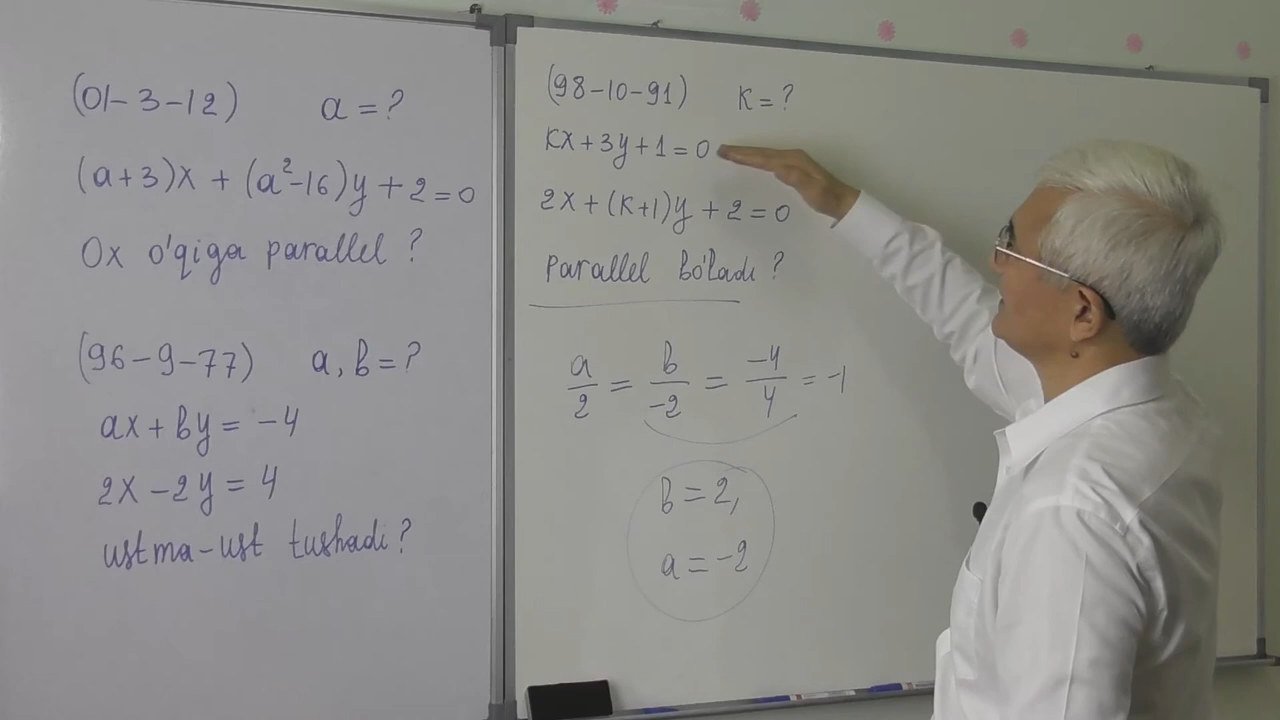 (01-3-12) a=?
(a+3)x + (a²-16)y + 2 = 0
Ox o'qiga parallel ?
(96-9-77) a, b = ?
ax + by = -4
2x - 2y = 4
ustma-ust tushadi ?
(98-10-91) K = ?
Kx + 3y + 1 = 0
2x + (K+1)y + 2 = 0
Parallel bo'ladi ?
a/2 = b/-2 = -4/4 = -1
b = 2,
a = -2